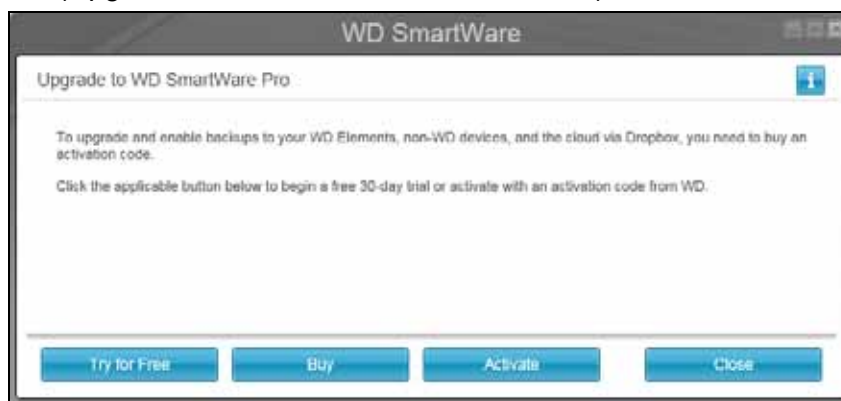 WD SmartWare
Upgrade to WD SmartWare Pro
To upgrade and enable backups to your WD Elements, non-WD devices, and the cloud via Dropbox, you need to buy an
activation code.
Click the applicable button below to begin a free 30-day trial or activate with an activation code from WD.
Try for Free
Buy
Activate
Close